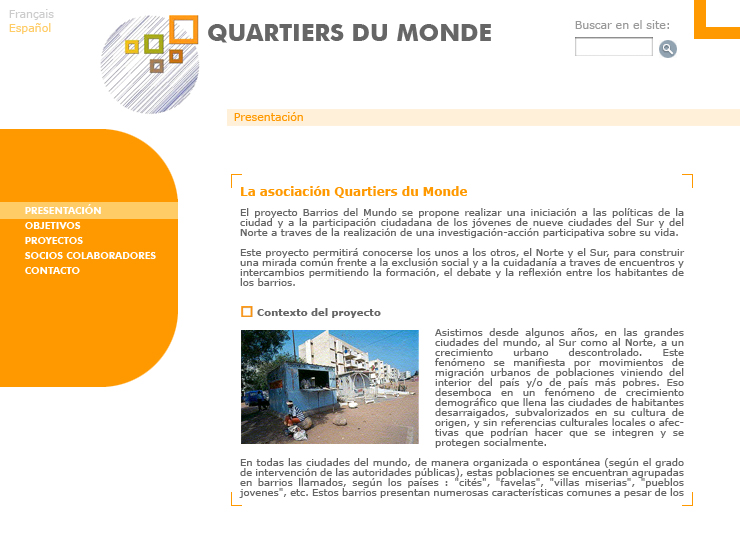 Français
Español
QUARTIERS DU MONDE
Buscar en el site:
Presentación
PRESENTACIÓN
OBJETIVOS
PROYECTOS
SOCIOS COLABORADORES
CONTACTO
La asociación Quartiers du Monde
El proyecto Barrios del Mundo se propone realizar una iniciación a las políticas de la
ciudad y a la participación ciudadana de los jóvenes de nueve ciudades del Sur y del
Norte a traves de la realización de una investigación-acción participativa sobre su vida.
Este proyecto permitirá conocerse los unos a los otros, el Norte y el Sur, para construir
una mirada común frente a la exclusión social y a la cuidadanía a traves de encuentros y
intercambios permitiendo la formación, el debate y la reflexión entre los habitantes de
los barrios.
Contexto del proyecto
Asistimos desde algunos años, en las grandes
ciudades del mundo, al Sur como al Norte, a un
crecimiento urbano descontrolado. Este
fenómeno se manifiesta por movimientos de
migración urbanos de poblaciones viniendo del
interior del país y/o de país más pobres. Eso
desemboca en un fenómeno de crecimiento
demográfico que llena las ciudades de habitantes
desarraigados, subvalorizados en su cultura de
origen, y sin referencias culturales locales o afec-
tivas que podrían hacer que se integren y se
protegen socialmente.
En todas las ciudades del mundo, de manera organizada o espontánea (según el grado
de intervención de las autoridades públicas), estas poblaciones se encuentran agrupadas
en barrios llamados, según los países : "cités", "favelas", "villas miserias", "pueblos
jovenes", etc. Estos barrios presentan numerosas características comunes a pesar de los